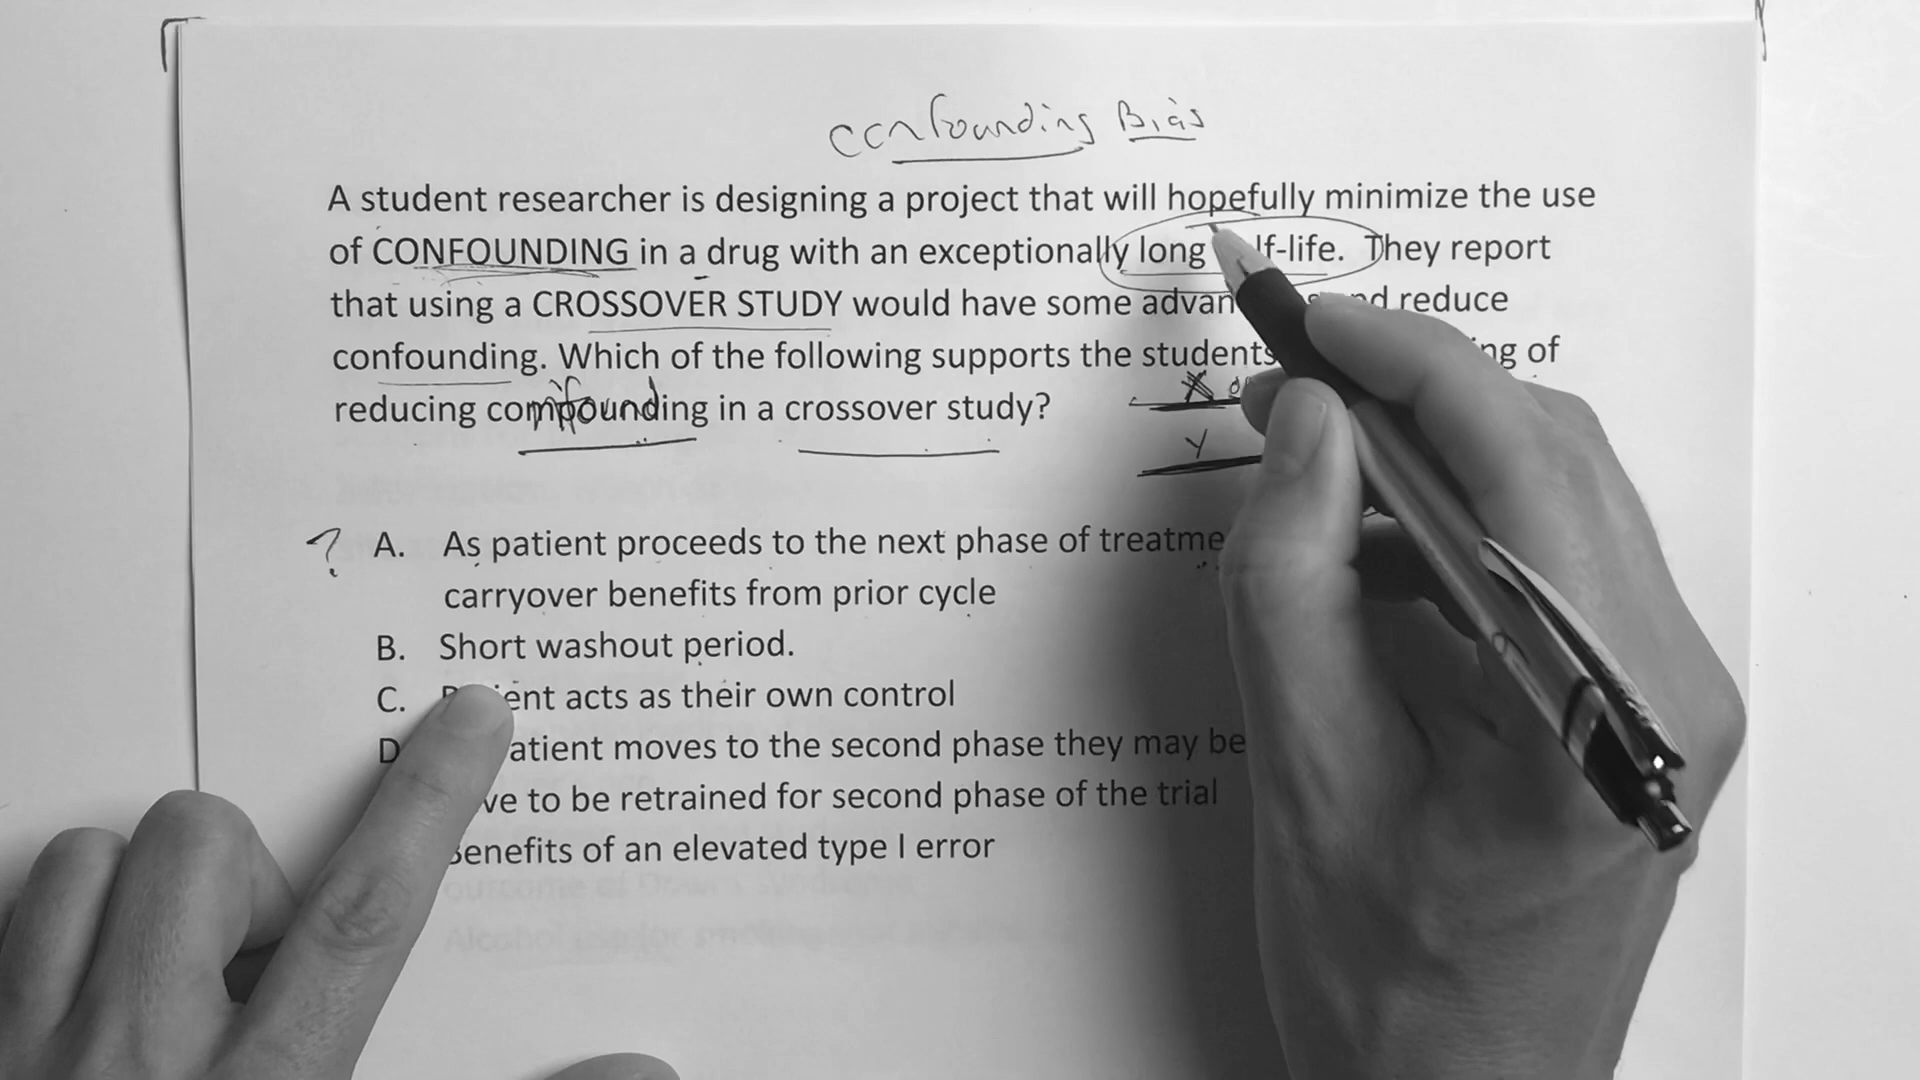 confounding Bias
A student researcher is designing a project that will hopefully minimize the use
of CONFOUNDING in a drug with an exceptionally long lf-life. They report
that using a CROSSOVER STUDY would have some advan nd reduce
confounding. Which of the following supports the students ng of
reducing confounding in a crossover study?
X
Y
? A. As patient proceeds to the next phase of treatme
carryover benefits from prior cycle
B. Short washout period.
C. ent acts as their own control
D atient moves to the second phase they may be
ve to be retrained for second phase of the trial
enefits of an elevated type I error